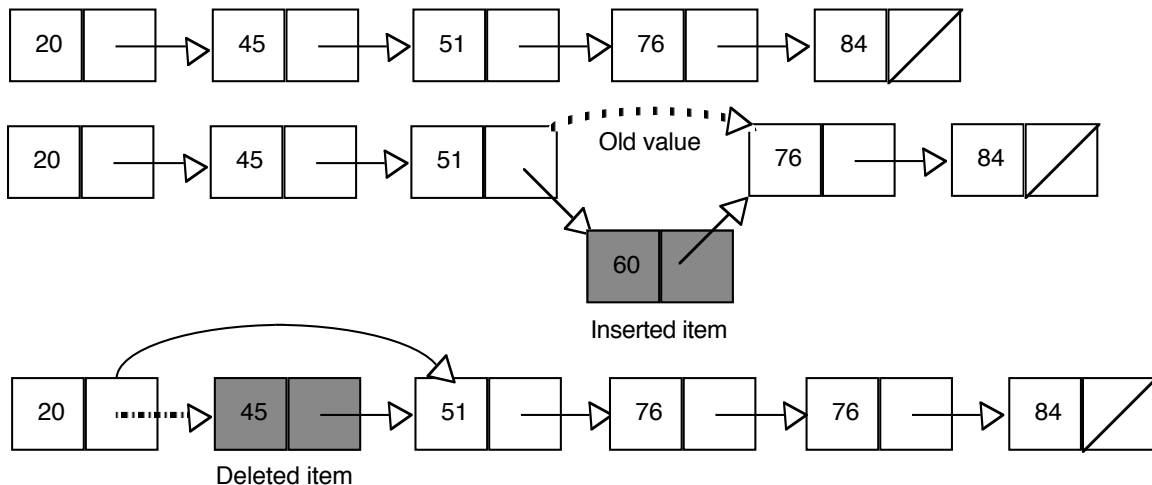 20 45 51 76 84
20 45 51 Old value 76 84
60
Inserted item
20 45 51 76 76 84
Deleted item